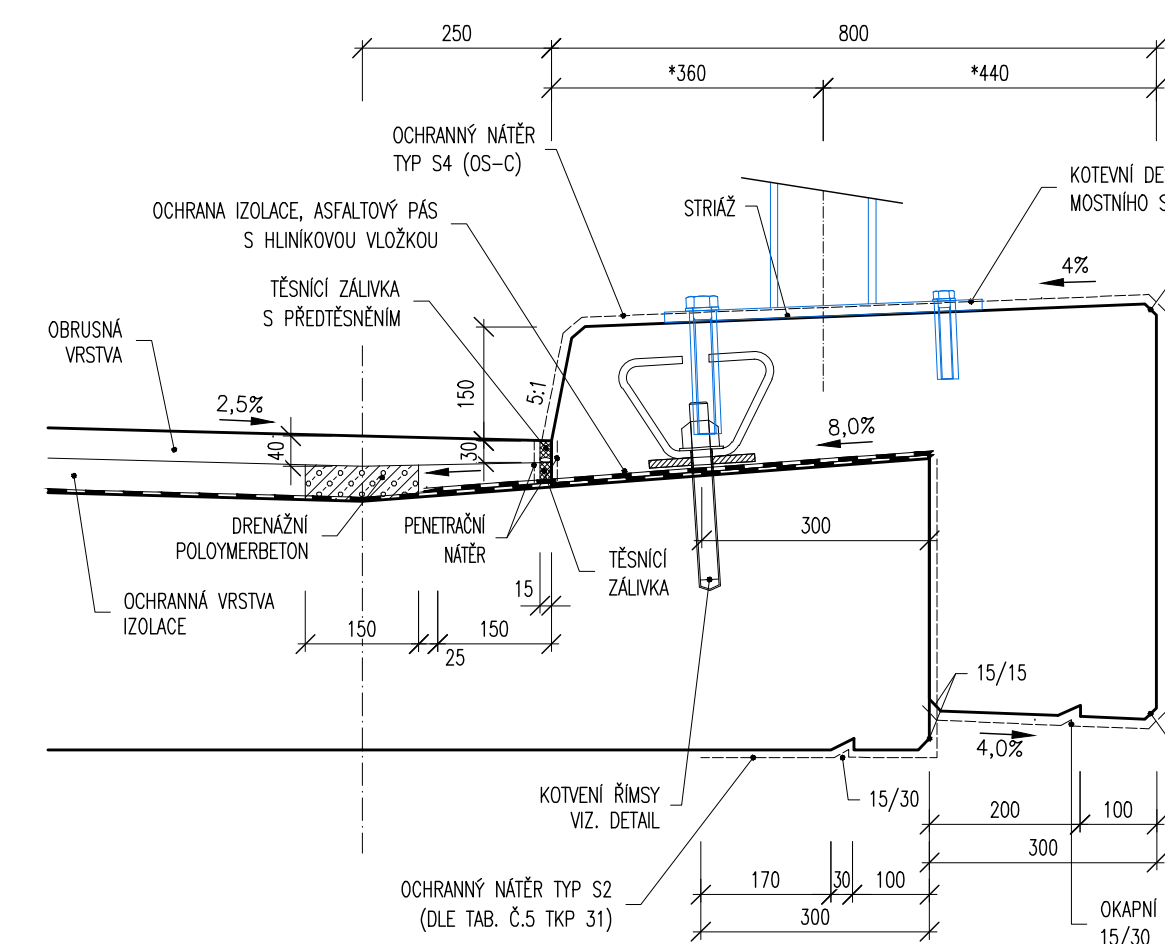 250
800
*360
*440
OCHRANNÝ NÁTĚR
TYP S4 (OS-C)
KOTEVNÍ
MOSTNÍHO
OCHRANA IZOLACE, ASFALTOVÝ PÁS
S HLINÍKOVOU VLOŽKOU
STRIÁŽ
4%
TĚSNÍCÍ ZÁLIVKA
S PŘEDTĚSNĚNÍM
OBRUSNÁ
VRSTVA
150
5:1
2,5%
8,0%
40
30
DRENÁŽNÍ
POLOYMERBETON
PENETRAČNÍ
NÁTĚR
300
TĚSNÍCÍ
ZÁLIVKA
15
OCHRANNÁ VRSTVA
IZOLACE
150
150
25
15/15
4,0%
KOTVENÍ ŘÍMSY
VIZ. DETAIL
15/30
200
100
300
170
30
100
300
OCHRANNÝ NÁTĚR TYP S2
(DLE TAB. Č.5 TKP 31)
OKAPNÍ
15/30